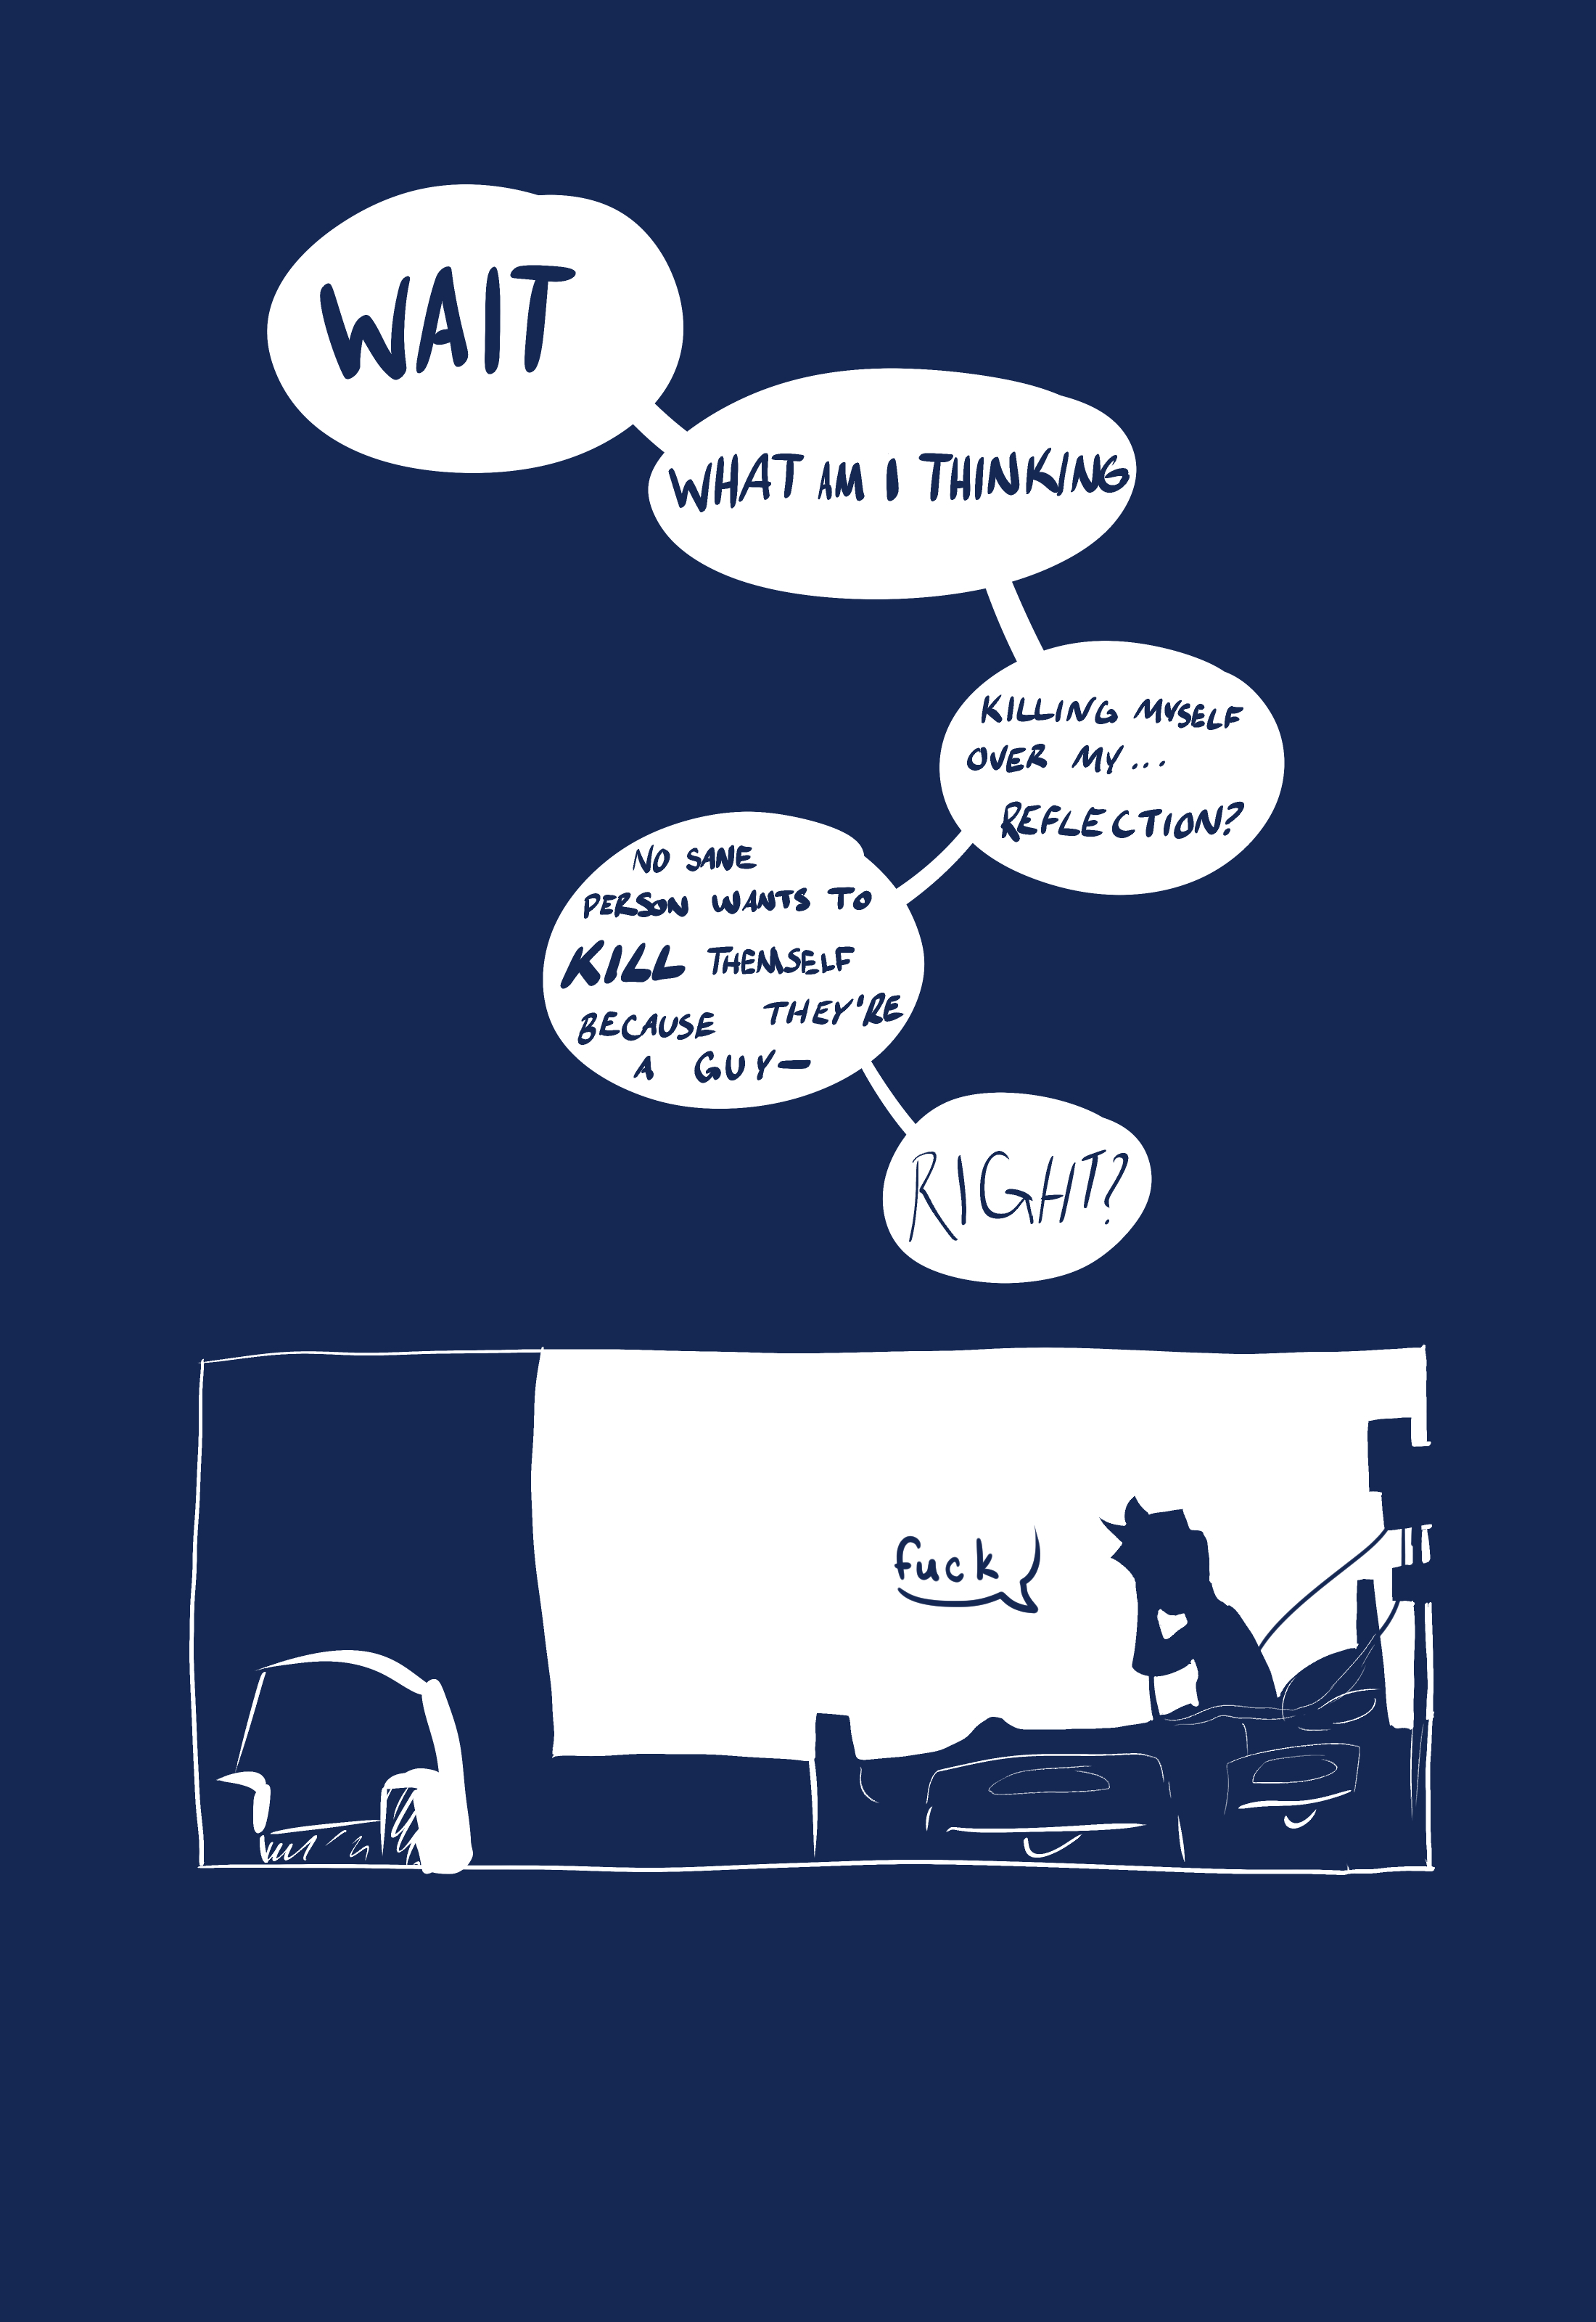 WAIT
WHAT AM I THINKING
KILLING MYSELF
OVER MY...
REFLECTION?
NO SANE
PERSON WANTS TO
KILL THEMSELF
BECAUSE THEY'RE
A GUY—
RIGHT?
fuck